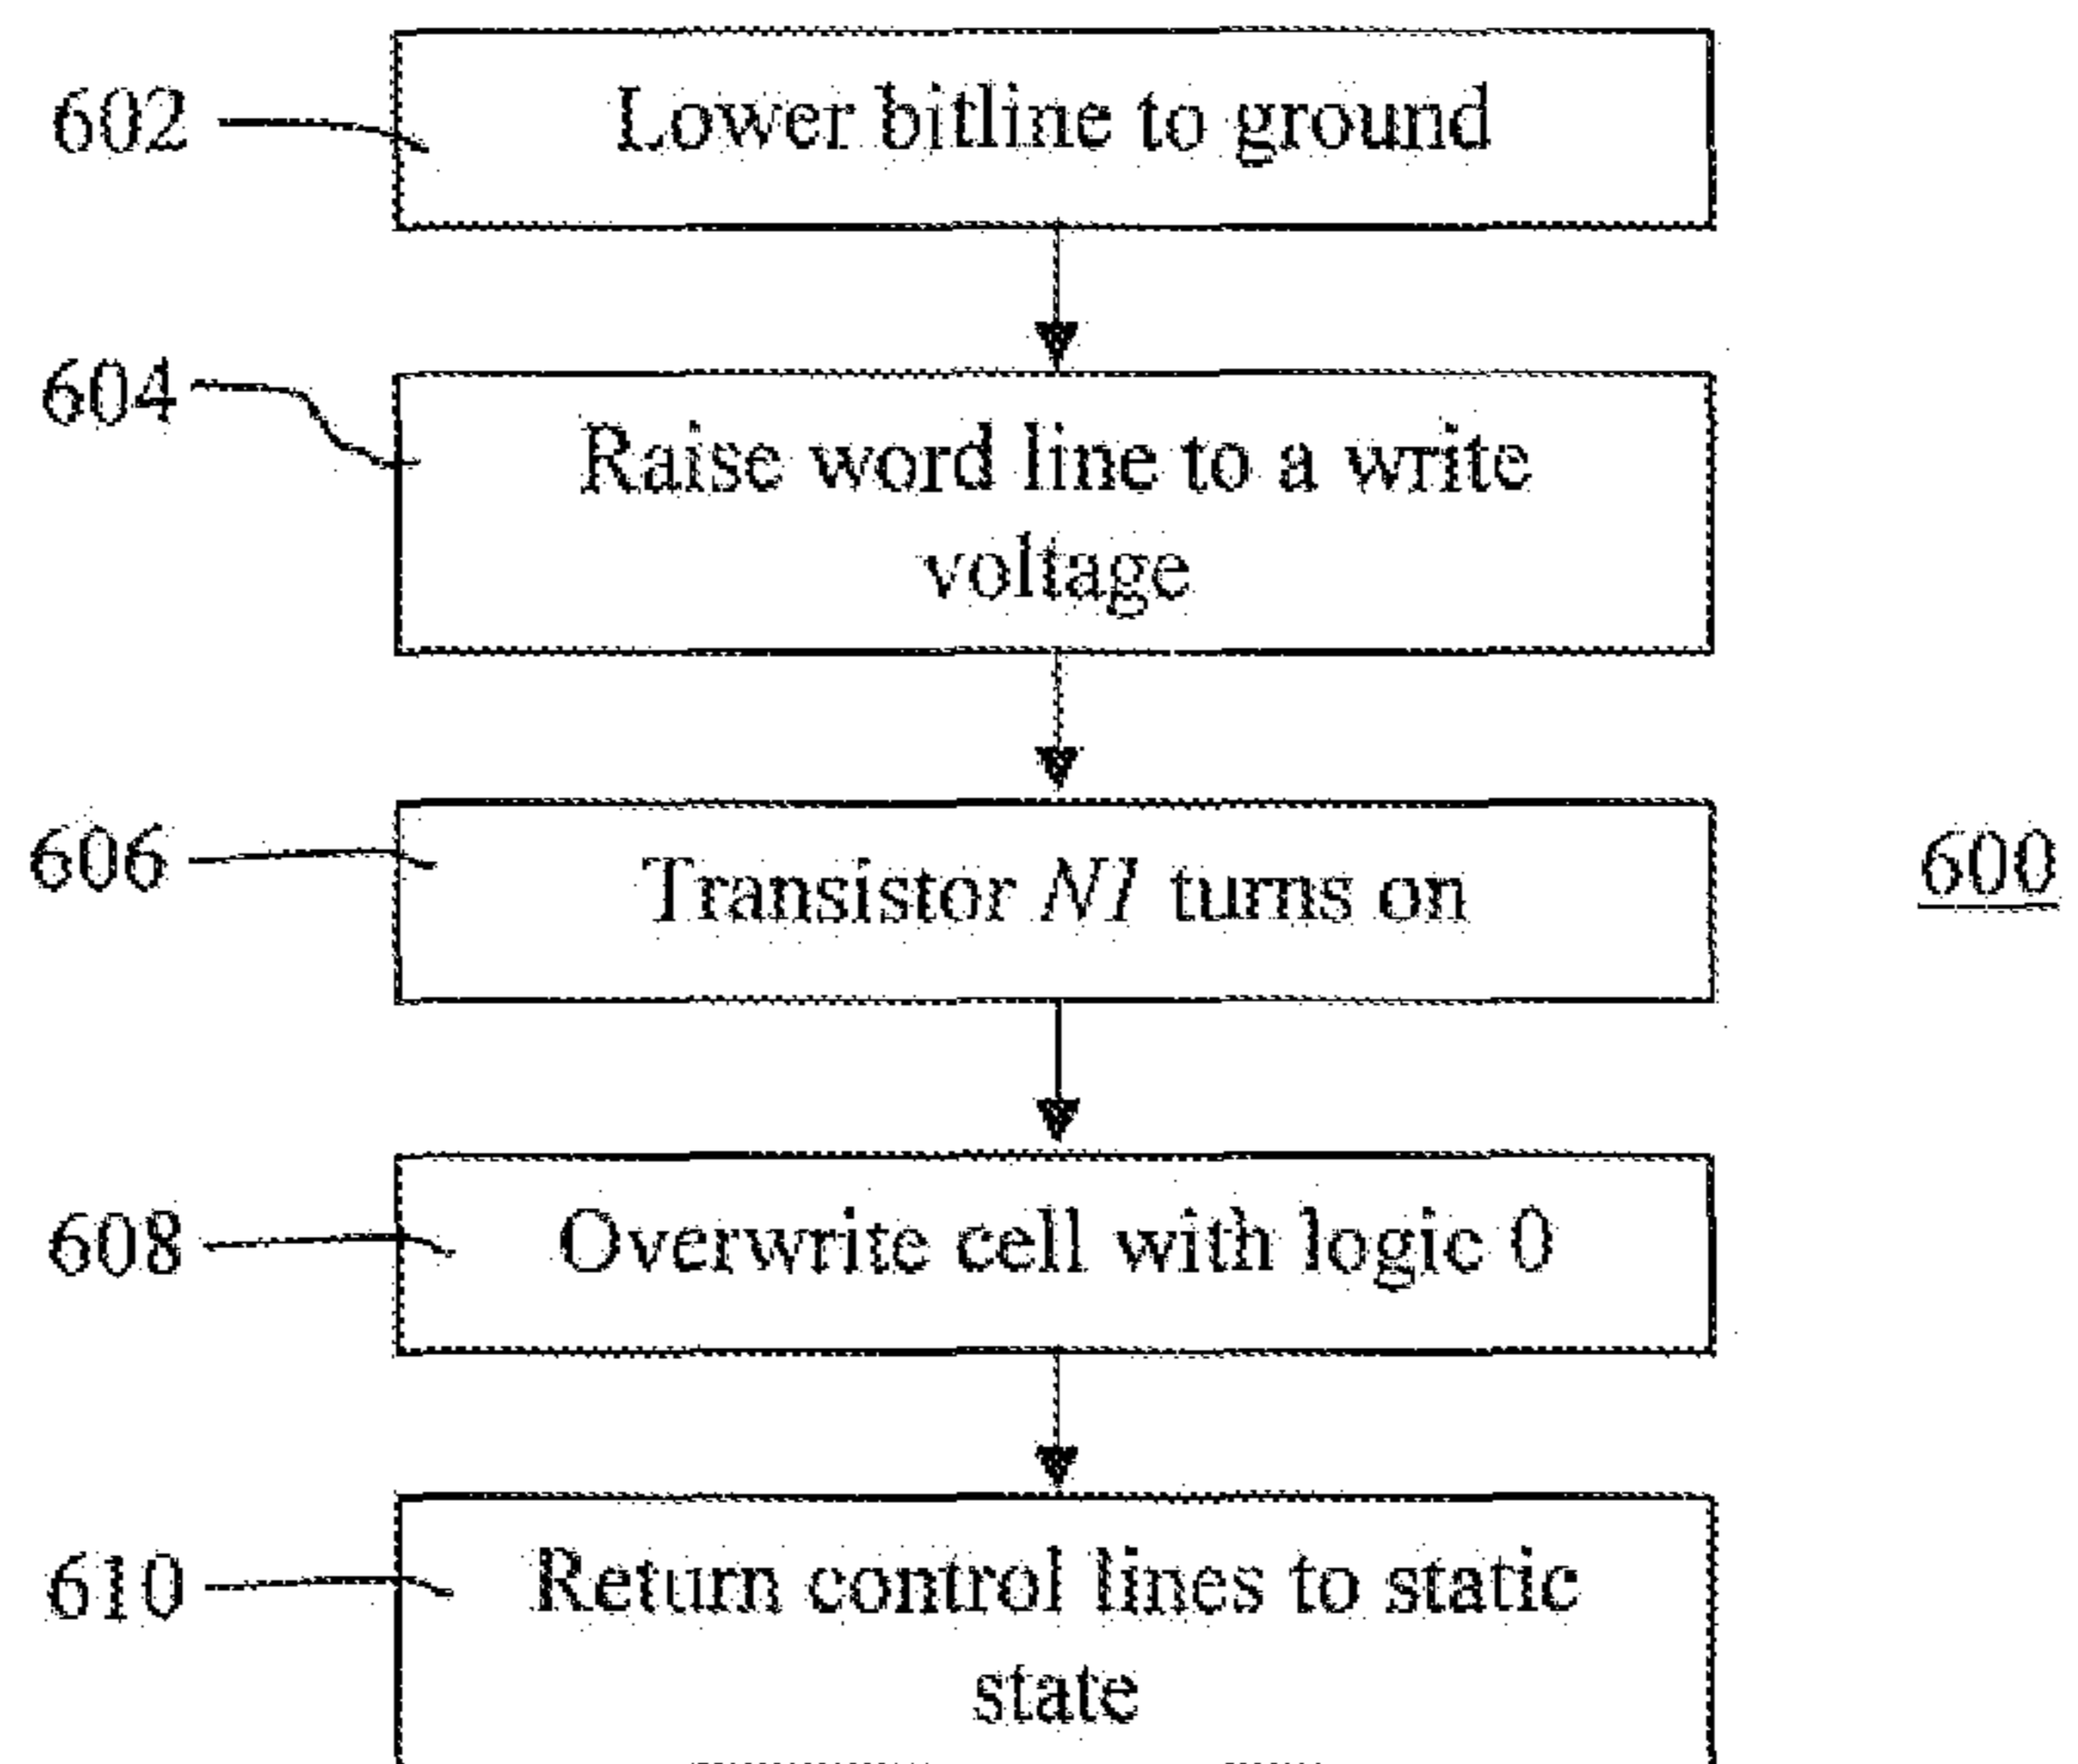 602
Lower bitline to ground
604
Raise word line to a write
voltage
606
Transistor N1 turns on
600
608
Overwrite cell with logic 0
610
Return control lines to static
state